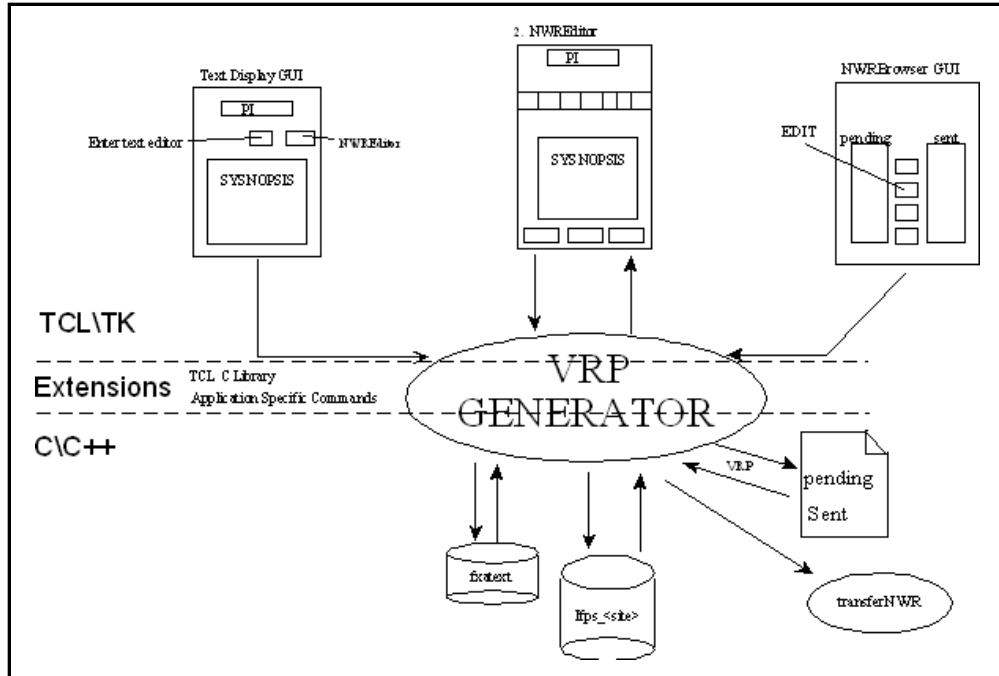 2. NWREditor
PI
SYSNOPSIS
Text Display GUI
PI
Enter text editor
NWREditor
SYSNOPSIS
NWRBrowser GUI
EDIT
pending
sent
TCL\TK
Extensions
TCL C Library
Application Specific Commands
C\C++
VRP
GENERATOR
VRP
pending
Sent
fxatext
Ifps_<site>
transferNWR